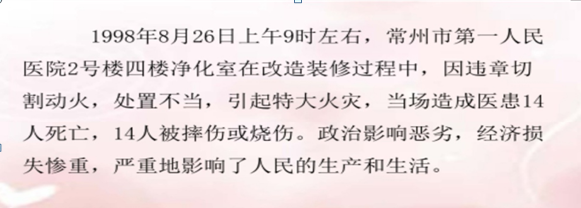 1998年8月26日上午9时左右，常州市第一人民
医院2号楼四楼净化室在改造装修过程中，因违章切
割动火，处置不当，引起特大火灾，当场造成医患14
人死亡，14人被摔伤或烧伤。政治影响恶劣，经济损
失惨重，严重地影响了人民的生产和生活。